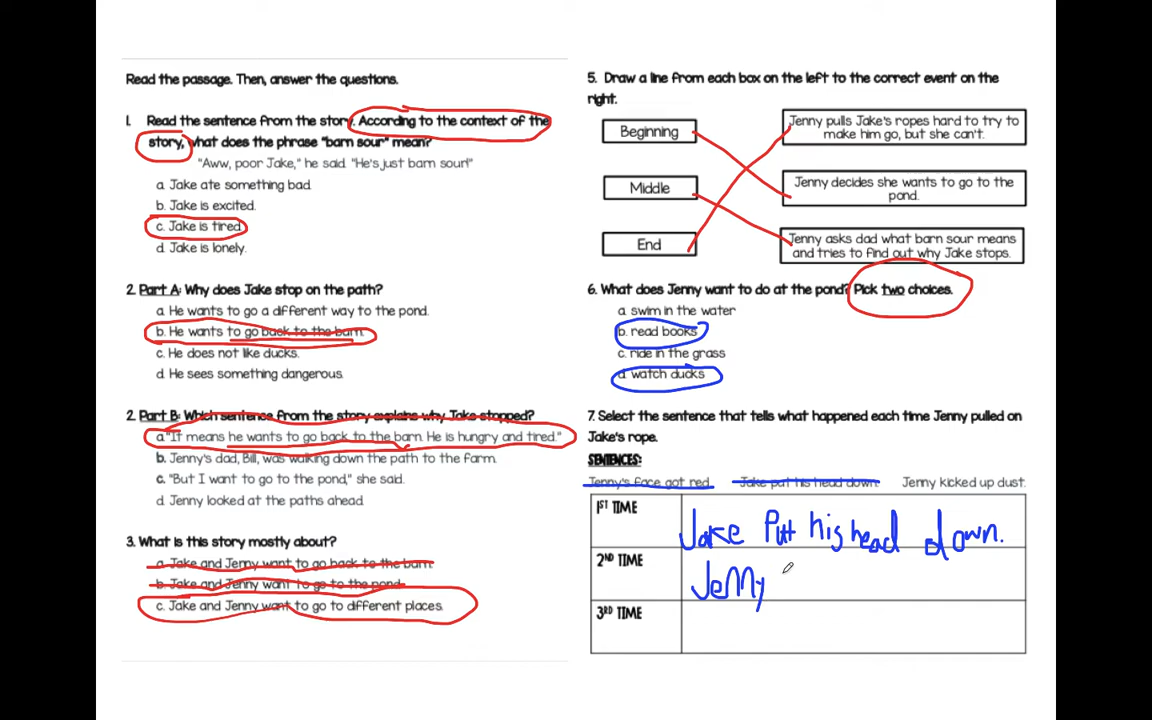 Read the passage. Then, answer the questions.
1. Read the sentence from the story. According to the context of the
story, what does the phrase "barn sour" mean?
"Aww, poor Jake," he said. "He's just barn sour!"
a. Jake ate something bad.
b. Jake is excited.
c. Jake is tired.
d. Jake is lonely.
2. Part A: Why does Jake stop on the path?
a. He wants to go a different way to the pond.
b. He wants to go back to the barn.
c. He does not like ducks.
d. He sees something dangerous.
2. Part B: Which sentence from the story explains why Jake stopped?
a. "It means he wants to go back to the barn. He is hungry and tired."
b. Jenny's dad, Bill, was walking down the path to the farm.
c. "But I want to go to the pond," she said.
d. Jenny looked at the paths ahead.
3. What is this story mostly about?
a. Jake and Jenny want to go back to the barn.
b. Jake and Jenny want to go to the pond.
c. Jake and Jenny want to go to different places.
5. Draw a line from each box on the left to the correct event on the
right.
Beginning
Middle
End
Jenny pulls Jake's ropes hard to try to
make him go, but she can't.
Jenny decides she wants to go to the
pond.
Jenny asks dad what barn sour means
and tries to find out why Jake stops.
6. What does Jenny want to do at the pond? Pick two choices.
a. swim in the water
b. read books
c. ride in the grass
d. watch ducks
7. Select the sentence that tells what happened each time Jenny pulled on
Jake's rope.
SENTENCES:
Jenny's face got red. Jake put his head down. Jenny kicked up dust.
1ST TIME Jake Putt his head down.
2ND TIME Jenny
3RD TIME